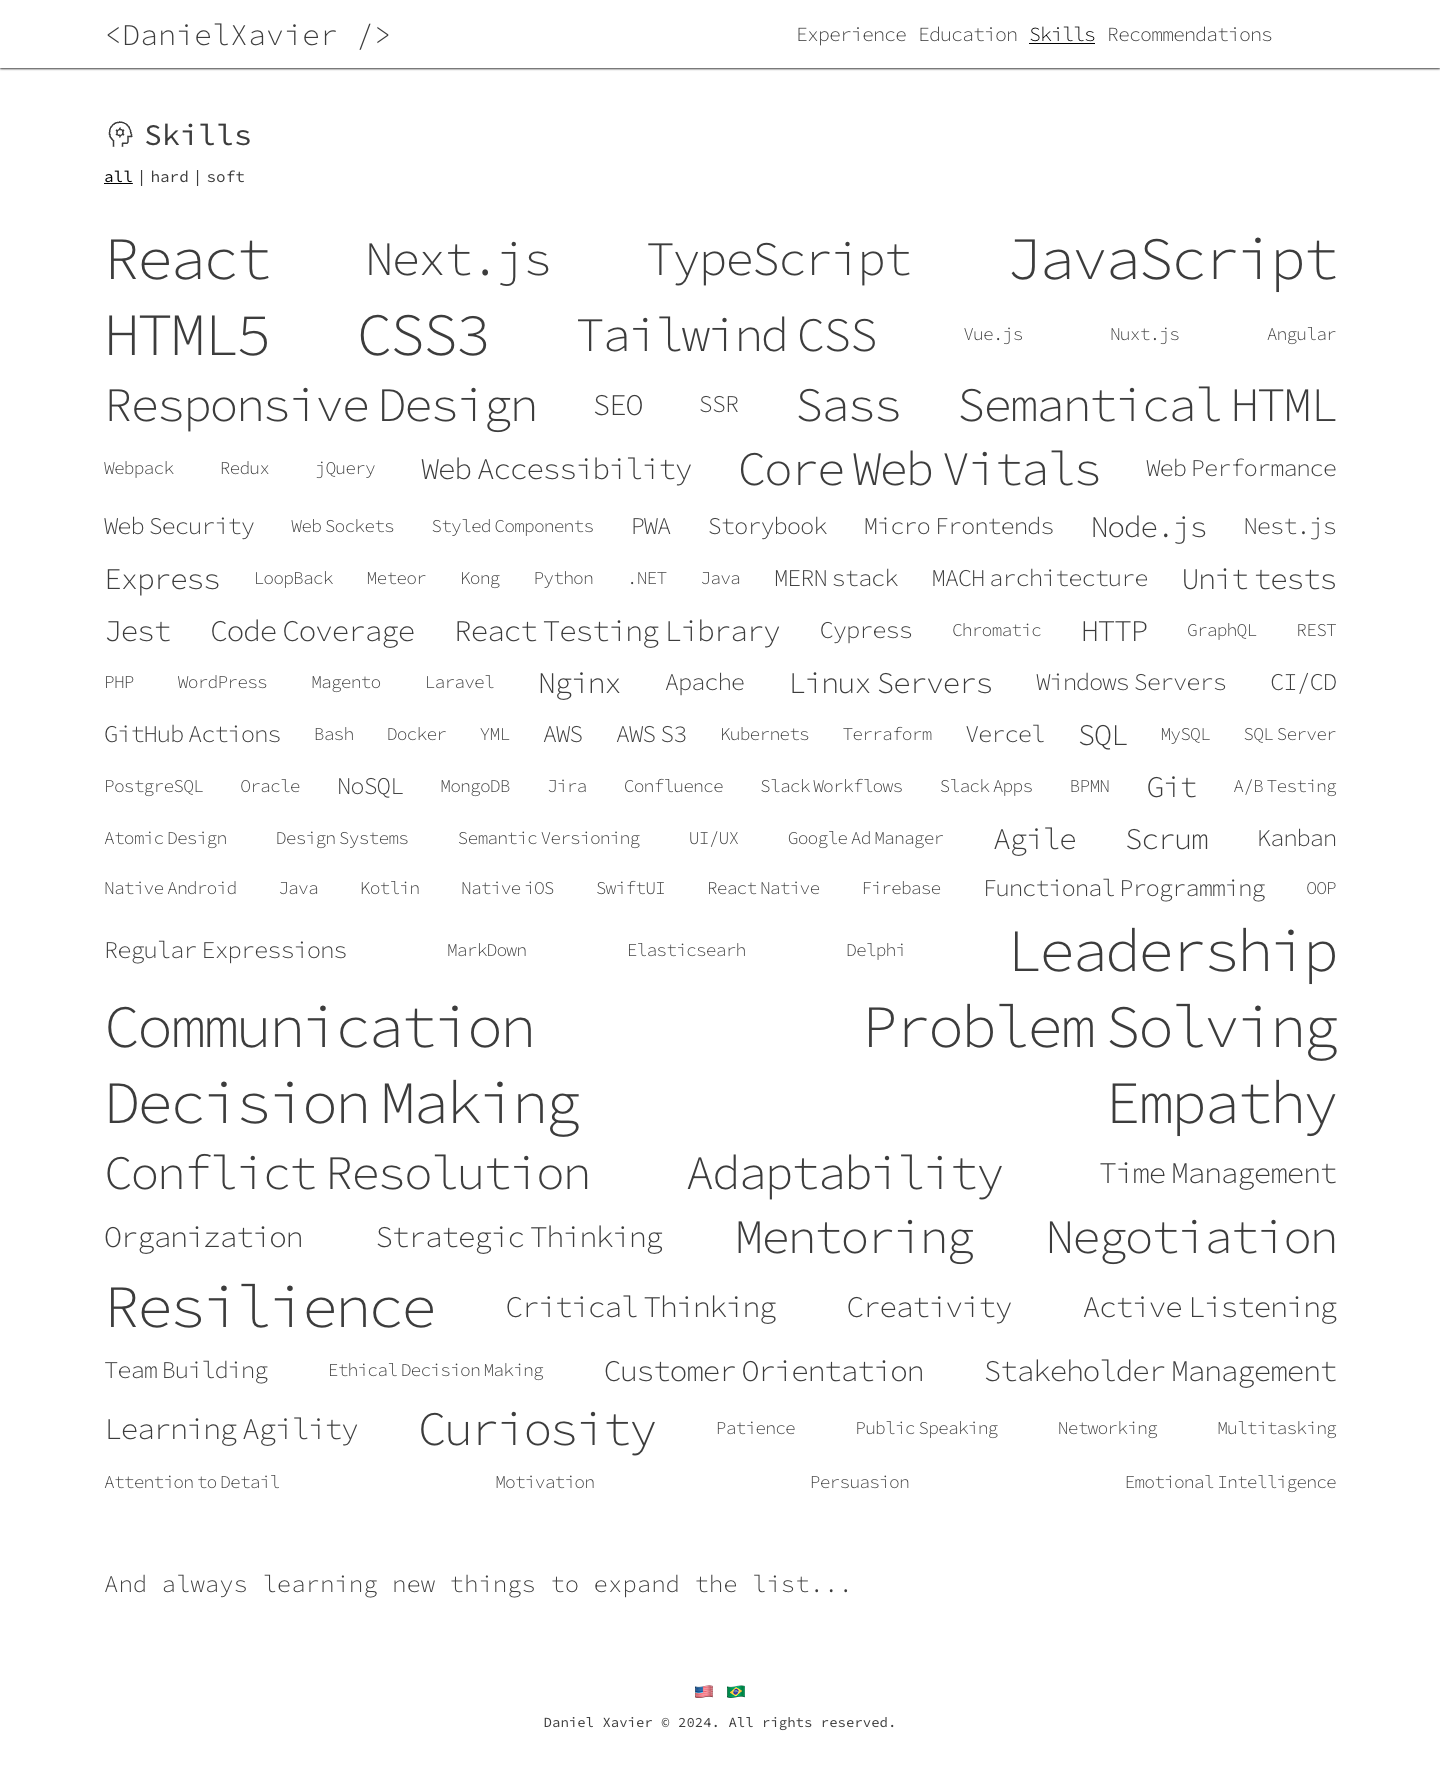 <DanielXavier />
Experience Education Skills Recommendations
Skills
all | hard | soft
React Next.js TypeScript JavaScript
HTML5 CSS3 Tailwind CSS Vue.js Nuxt.js Angular
Responsive Design SEO SSR Sass Semantical HTML
Webpack Redux jQuery Web Accessibility Core Web Vitals Web Performance
Web Security Web Sockets Styled Components PWA Storybook Micro Frontends Node.js Nest.js
Express LoopBack Meteor Kong Python .NET Java MERN stack MACH architecture Unit tests
Jest Code Coverage React Testing Library Cypress Chromatic HTTP GraphQL REST
PHP WordPress Magento Laravel Nginx Apache Linux Servers Windows Servers CI/CD
GitHub Actions Bash Docker YML AWS AWS S3 Kubernets Terraform Vercel SQL MySQL SQL Server
PostgreSQL Oracle NoSQL MongoDB Jira Confluence Slack Workflows Slack Apps BPMN Git A/B Testing
Atomic Design Design Systems Semantic Versioning UI/UX Google Ad Manager Agile Scrum Kanban
Native Android Java Kotlin Native iOS SwiftUI React Native Firebase Functional Programming OOP
Regular Expressions MarkDown Elasticsearh Delphi Leadership
Communication Problem Solving
Decision Making Empathy
Conflict Resolution Adaptability Time Management
Organization Strategic Thinking Mentoring Negotiation
Resilience Critical Thinking Creativity Active Listening
Team Building Ethical Decision Making Customer Orientation Stakeholder Management
Learning Agility Curiosity Patience Public Speaking Networking Multitasking
Attention to Detail Motivation Persuasion Emotional Intelligence
And always learning new things to expand the list...
Daniel Xavier © 2024. All rights reserved.